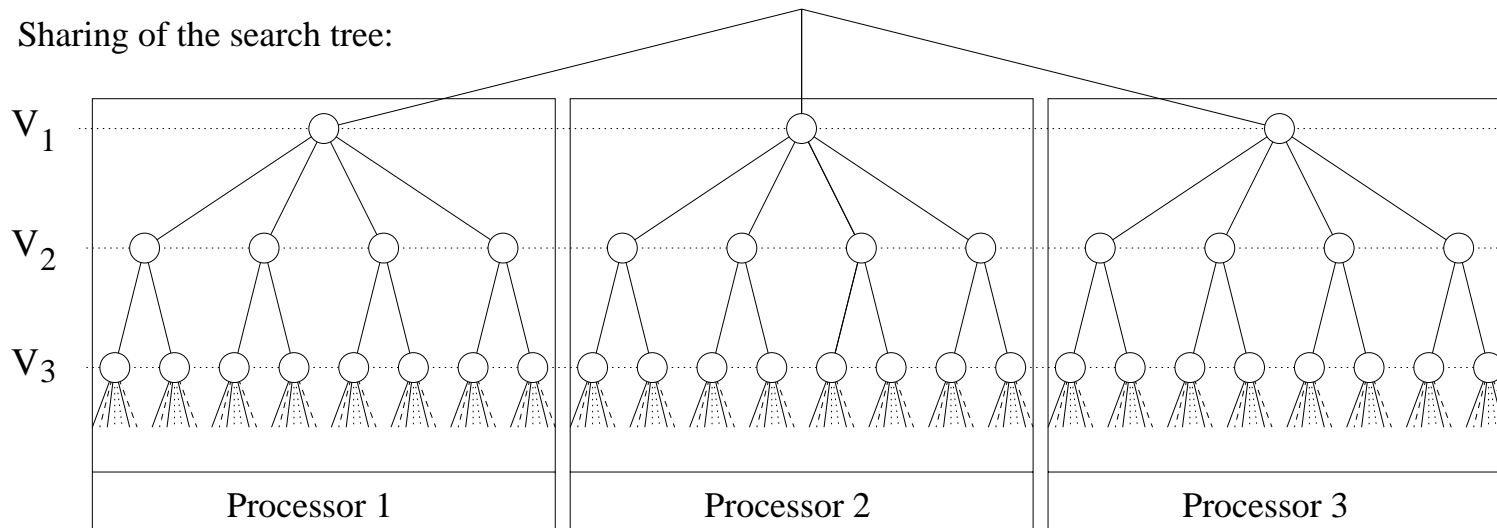 Sharing of the search tree:
V1
V2
V3
Processor 1 Processor 2 Processor 3